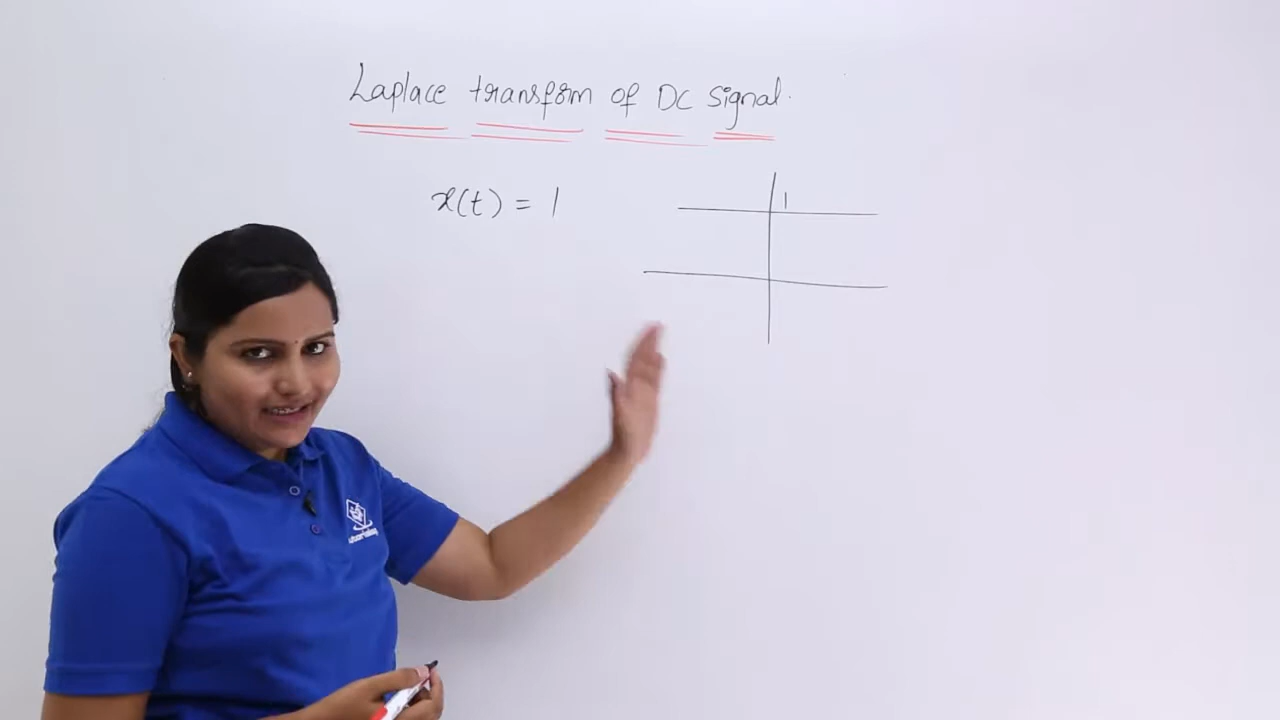 Laplace transform of DC signal.
x(t) = 1
1